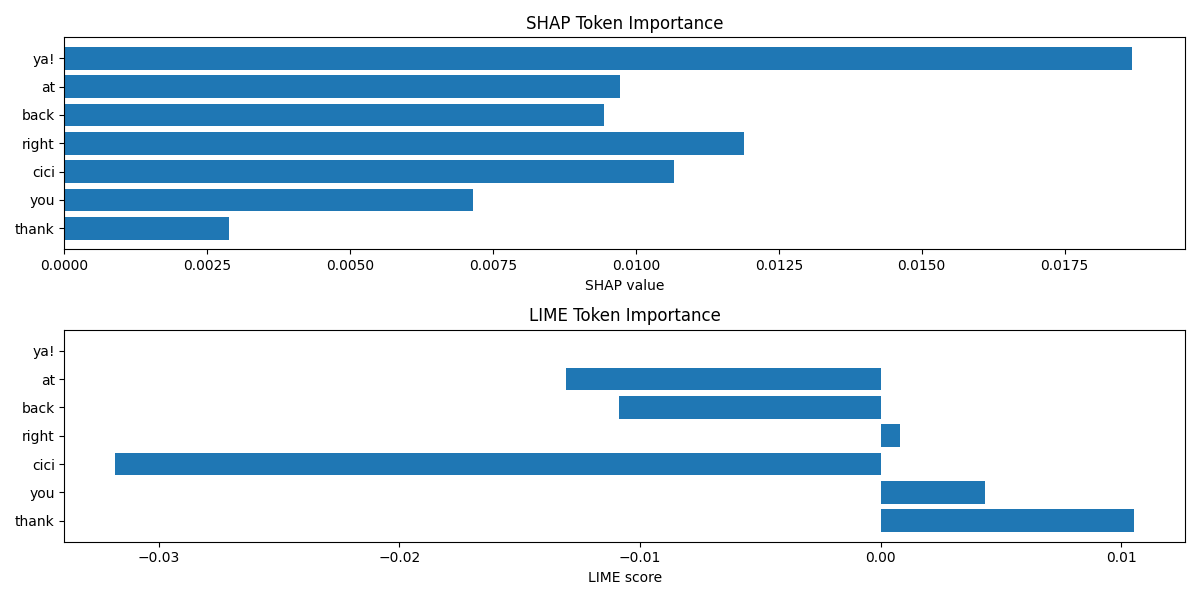 SHAP Token Importance
ya!
at
back
right
cici
you
thank
0.0000 0.0025 0.0050 0.0075 0.0100 0.0125 0.0150 0.0175
SHAP value
LIME Token Importance
ya!
at
back
right
cici
you
thank
−0.03 −0.02 −0.01 0.00 0.01
LIME score